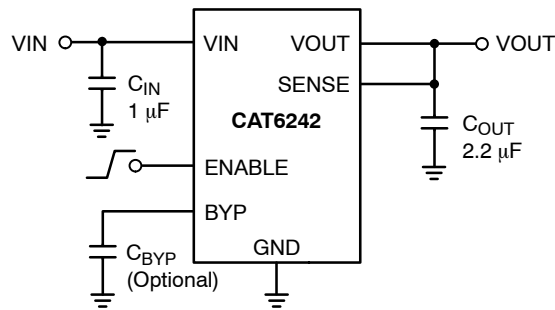 VIN
VIN
VOUT
VOUT
SENSE
CIN
1 μF
CAT6242
COUT
2.2 μF
ENABLE
BYP
CBYP
(Optional)
GND